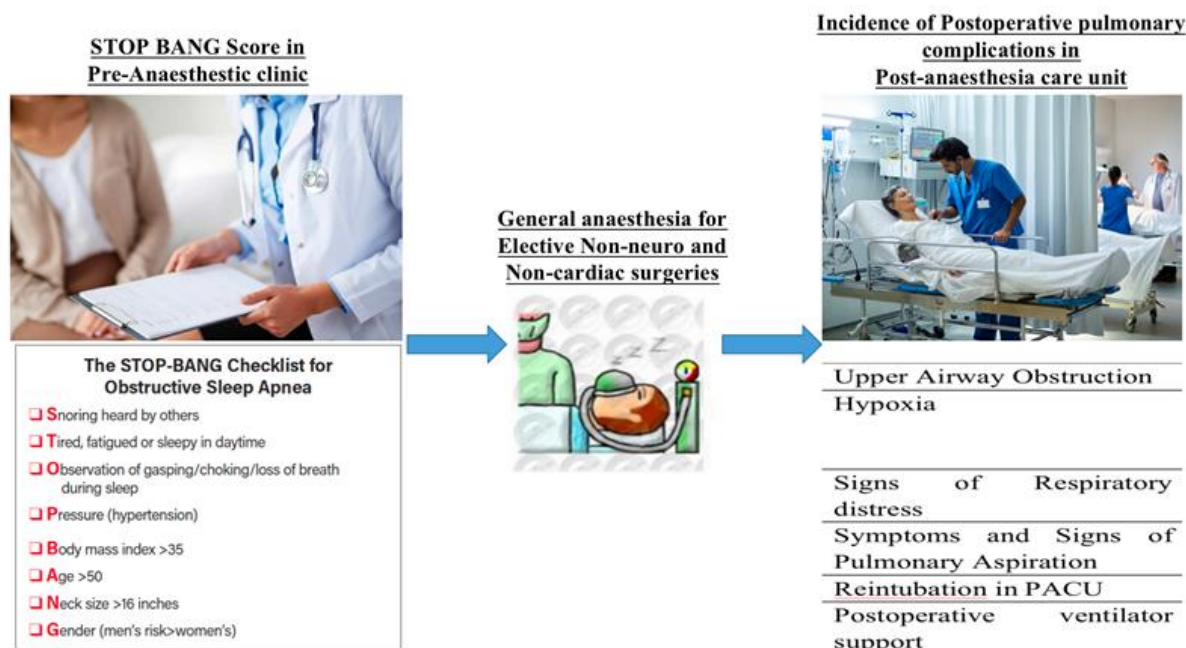 STOP BANG Score in
Pre-Anaesthestic clinic
The STOP-BANG Checklist for
Obstructive Sleep Apnea
Snoring heard by others
Tired, fatigued or sleepy in daytime
Observation of gasping/choking/loss of breath
during sleep
Pressure (hypertension)
Body mass index >35
Age >50
Neck size >16 inches
Gender (men's risk>women's)
General anaesthesia for
Elective Non-neuro and
Non-cardiac surgeries
z z z
Incidence of Postoperative pulmonary
complications in
Post-anaesthesia care unit
Upper Airway Obstruction
Hypoxia
Signs of Respiratory
distress
Symptoms and Signs of
Pulmonary Aspiration
Reintubation in PACU
Postoperative ventilator
support